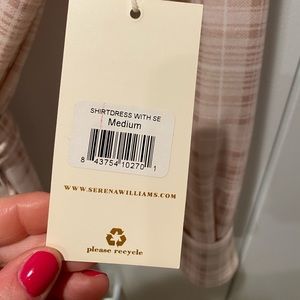 SHIRTDRESS WITH SE
Medium
8 43754 10270 1
WWW.SERENAWILLIAMS.COM
please recycle